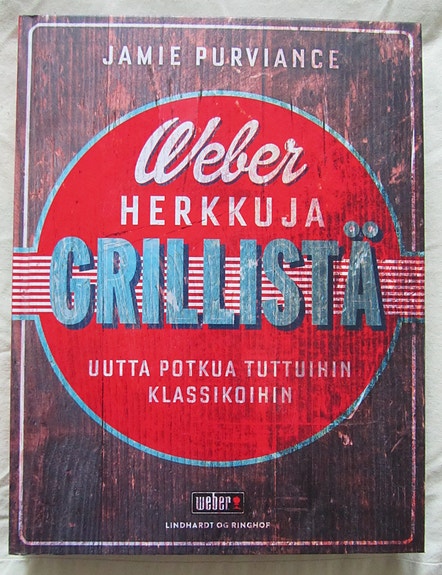 JAMIE PURVIANCE
Weber
HERKKUJA
GRILLISTÄ
UUTTA POTKUA TUTTUIHIN
KLASSIKOIHIN
weber
LINDHARDT OG RINGHOF